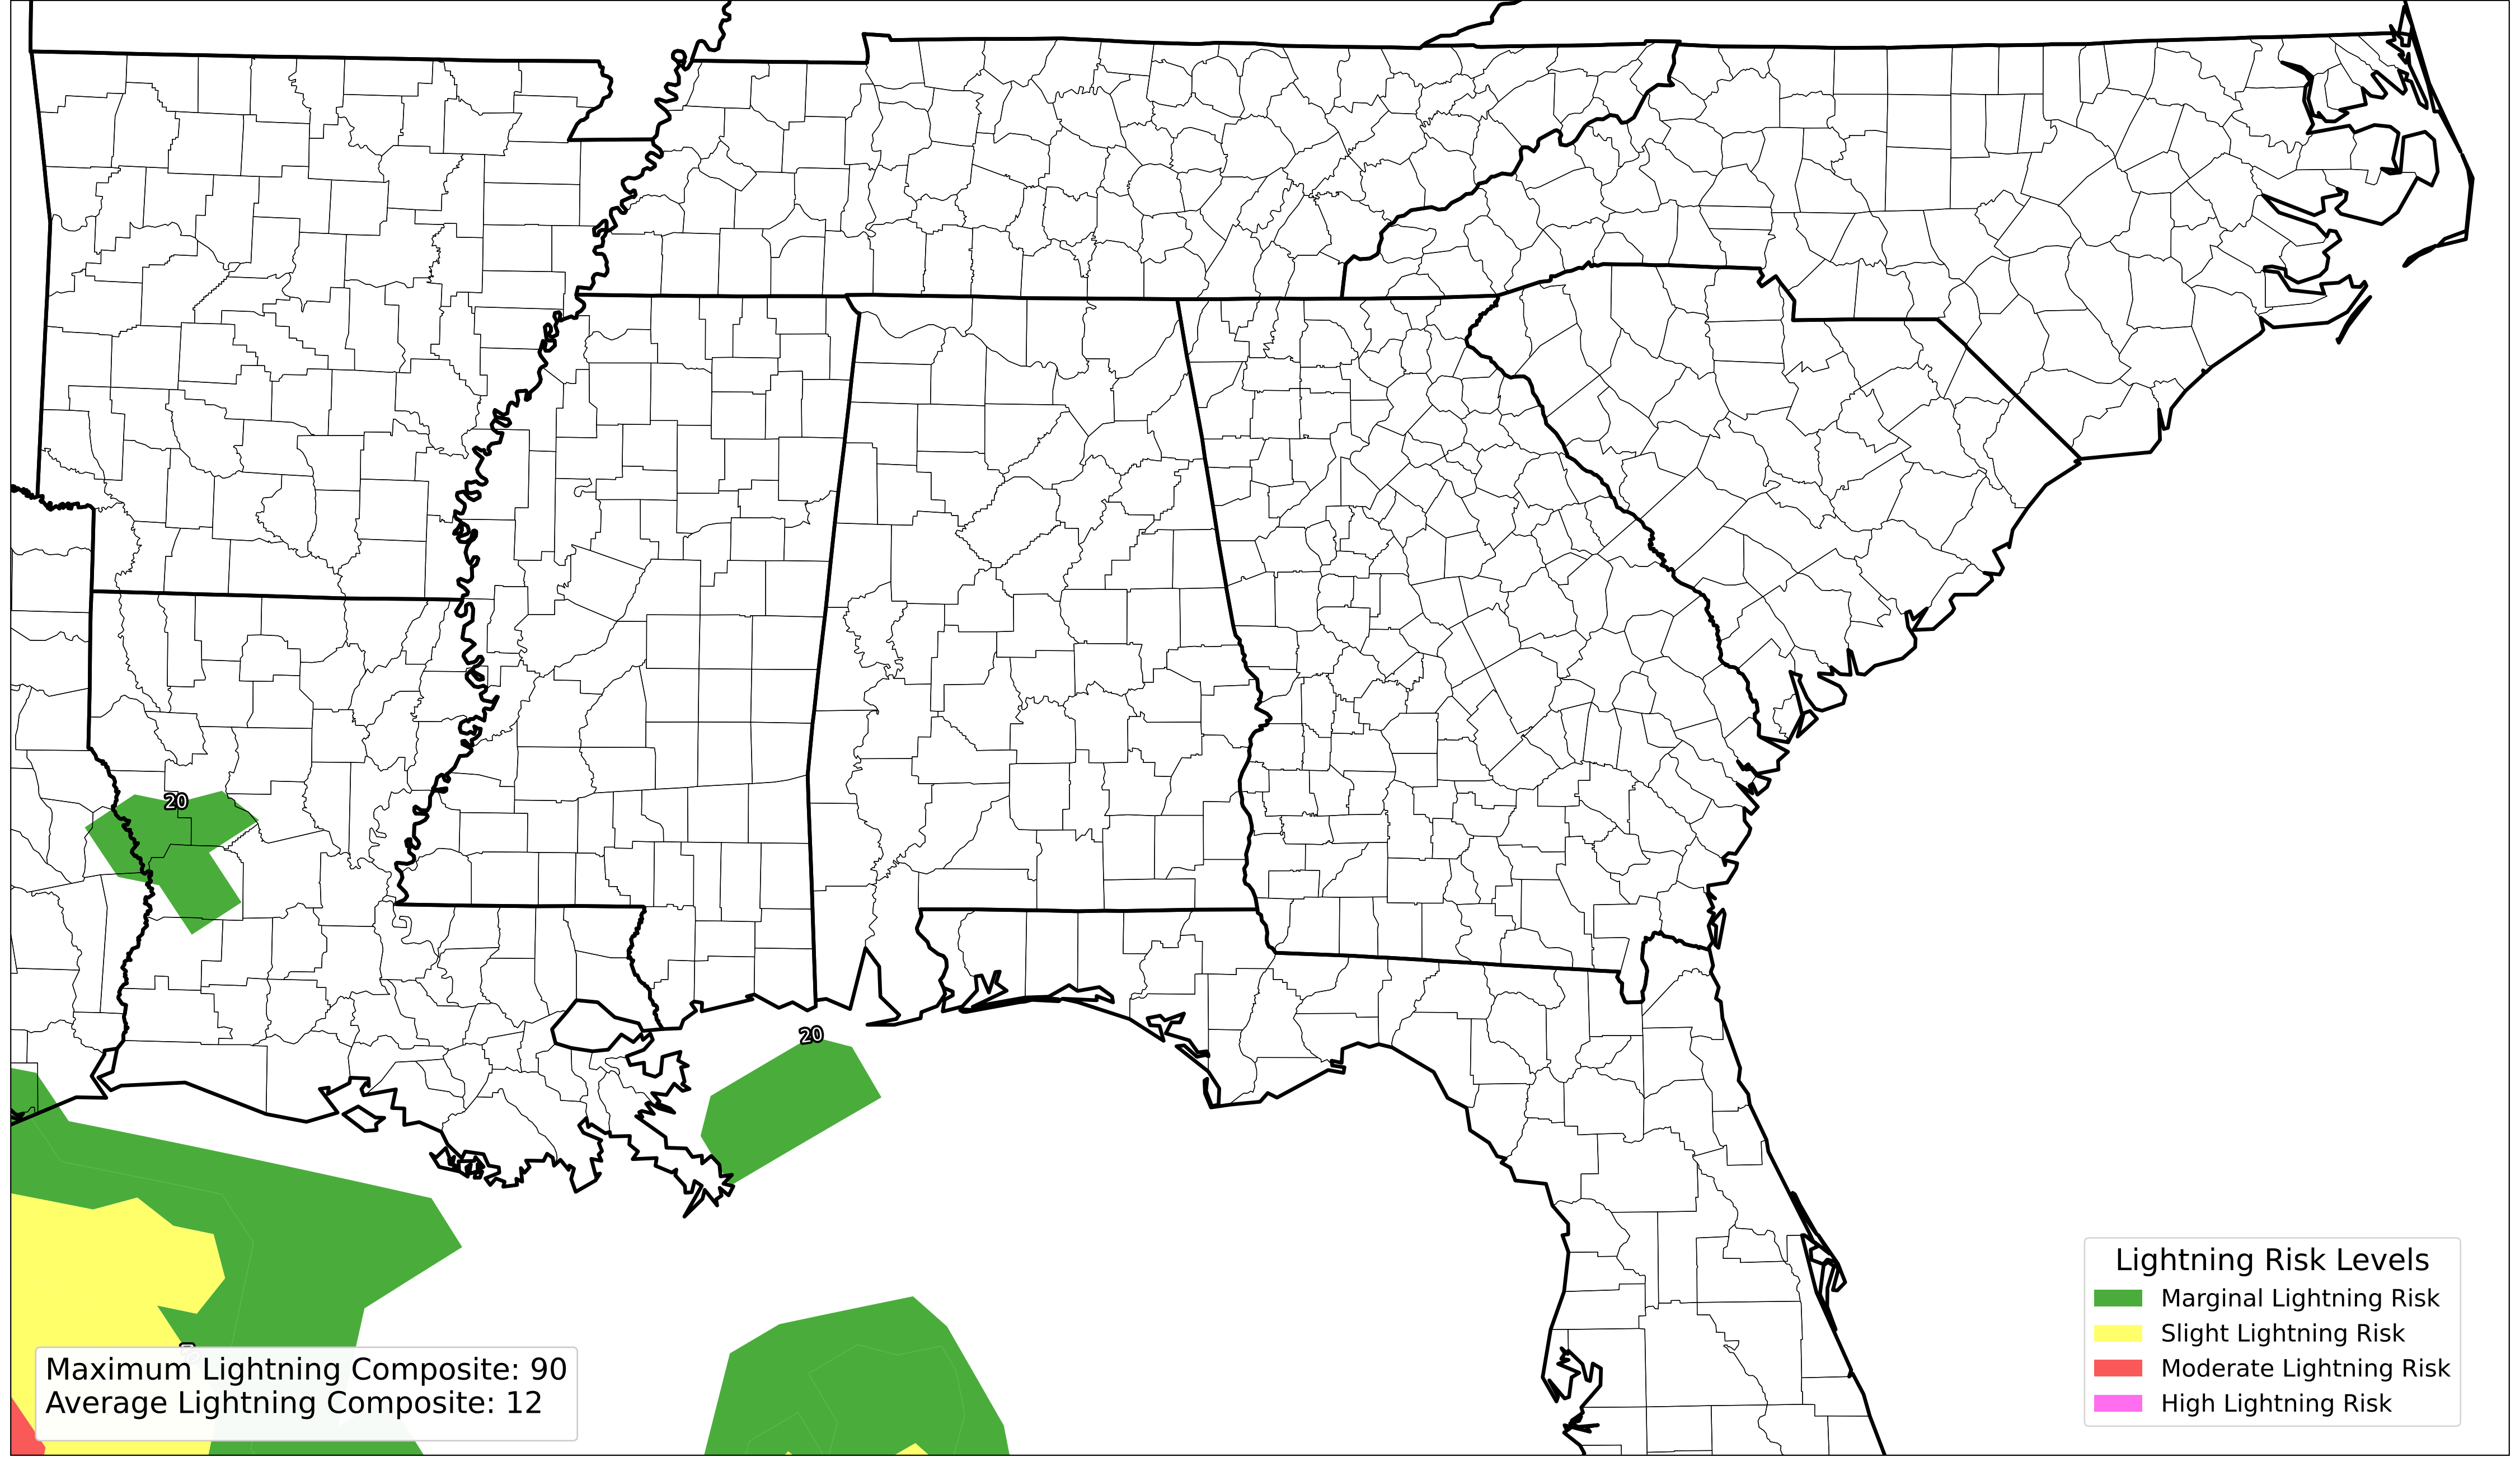 20
20
Maximum Lightning Composite: 90
Average Lightning Composite: 12
Lightning Risk Levels
Marginal Lightning Risk
Slight Lightning Risk
Moderate Lightning Risk
High Lightning Risk